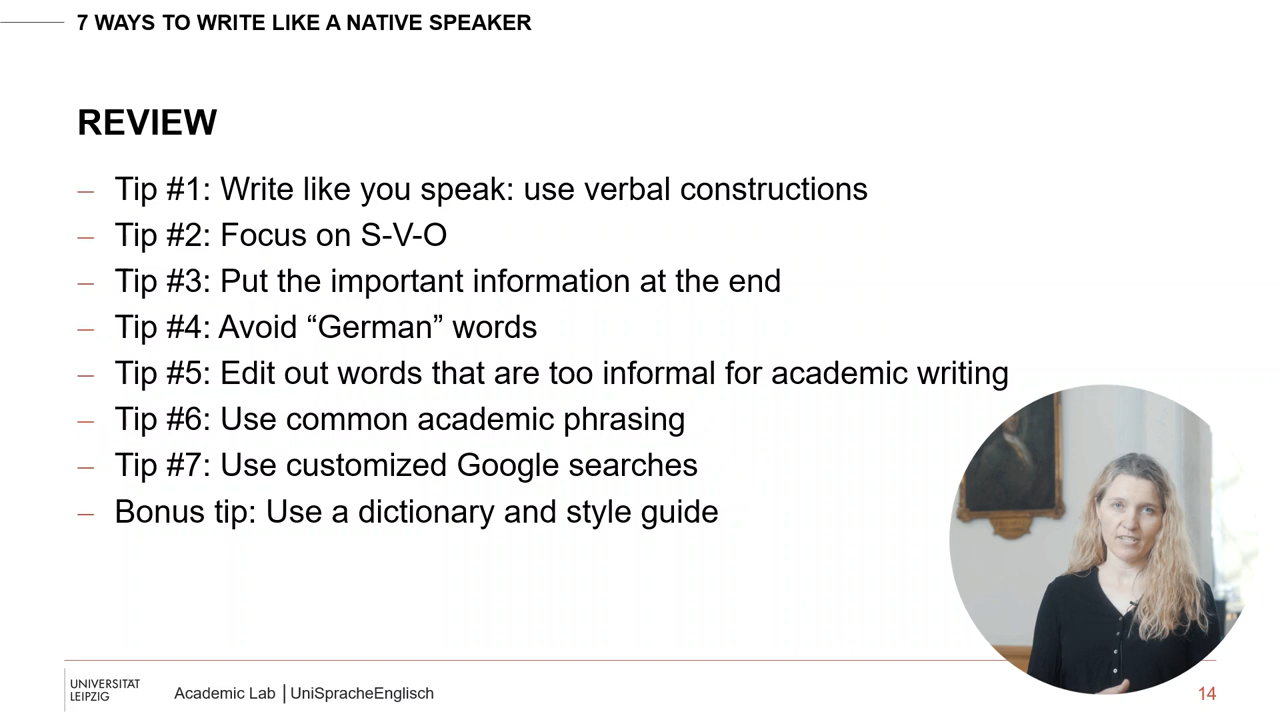 7 WAYS TO WRITE LIKE A NATIVE SPEAKER
REVIEW
– Tip #1: Write like you speak: use verbal constructions
– Tip #2: Focus on S-V-O
– Tip #3: Put the important information at the end
– Tip #4: Avoid “German” words
– Tip #5: Edit out words that are too informal for academic writing
– Tip #6: Use common academic phrasing
– Tip #7: Use customized Google searches
– Bonus tip: Use a dictionary and style guide
UNIVERSITÄT
LEIPZIG
Academic Lab | UniSpracheEnglisch
14